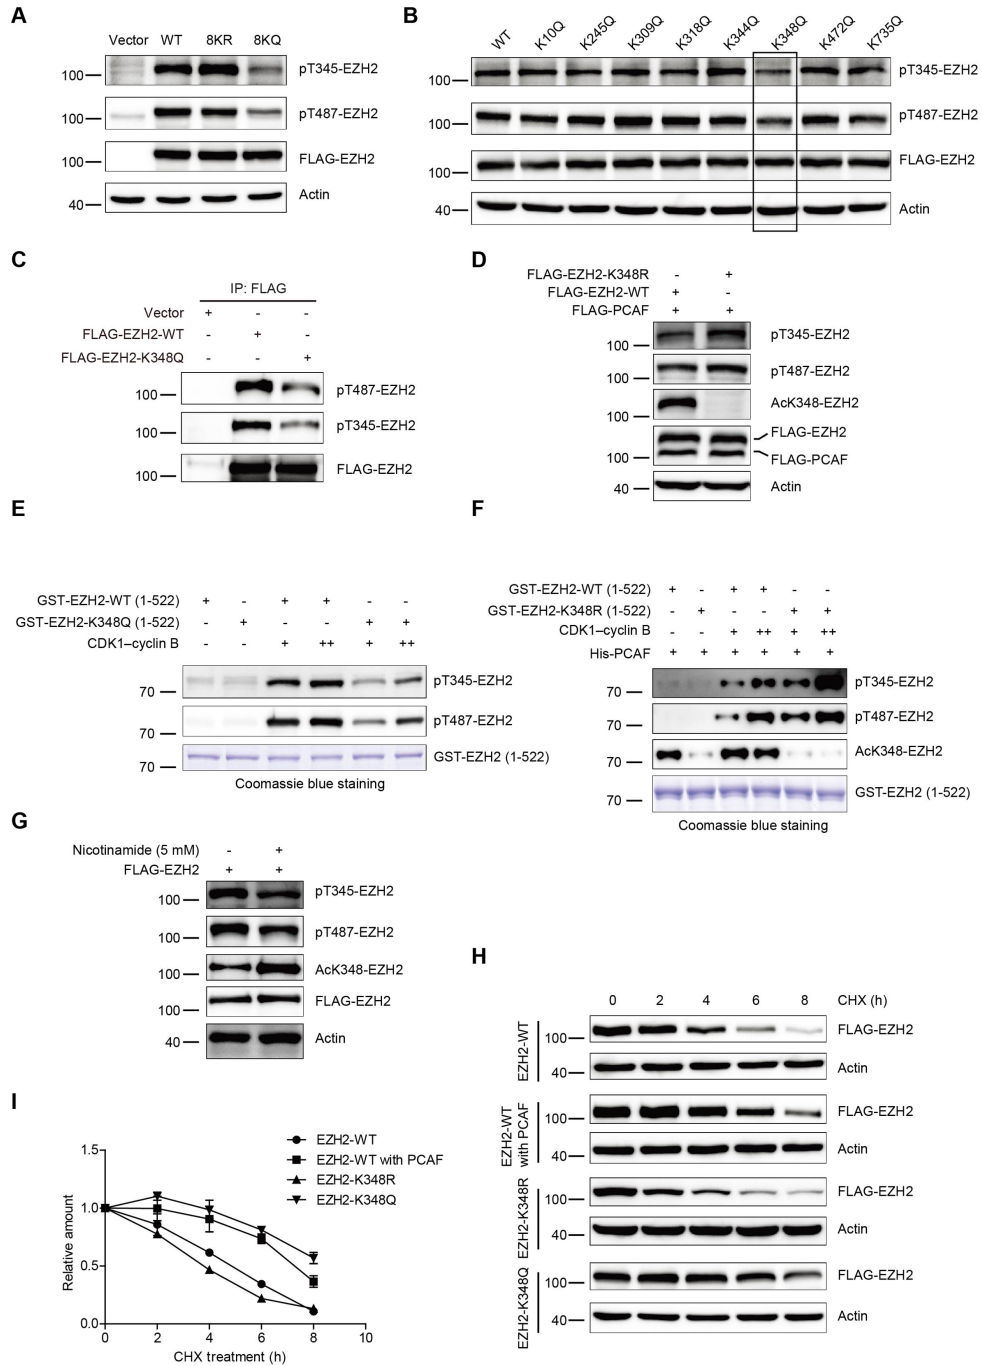 A
Vector WT 8KR 8KQ
100 pT345-EZH2
100 pT487-EZH2
100 FLAG-EZH2
40 Actin
B
WT K10Q K245Q K309Q K318Q K344Q K348Q K472Q K735Q
100 pT345-EZH2
100 pT487-EZH2
100 FLAG-EZH2
40 Actin
C
IP: FLAG
Vector + - -
FLAG-EZH2-WT - + -
FLAG-EZH2-K348Q - - +
100 pT487-EZH2
100 pT345-EZH2
100 FLAG-EZH2
D
FLAG-EZH2-K348R - +
FLAG-EZH2-WT + -
FLAG-PCAF + +
100 pT345-EZH2
100 pT487-EZH2
100 AcK348-EZH2
FLAG-EZH2
100 FLAG-PCAF
40 Actin
E
GST-EZH2-WT (1-522) + - + + - -
GST-EZH2-K348Q (1-522) - + - - + +
CDK1–cyclin B - - + ++ + ++
70 pT345-EZH2
70 pT487-EZH2
70 GST-EZH2 (1-522)
Coomassie blue staining
F
GST-EZH2-WT (1-522) + - + + - -
GST-EZH2-K348R (1-522) - + - - + +
CDK1–cyclin B - - + ++ + ++
His-PCAF + + + + + +
70 pT345-EZH2
70 pT487-EZH2
70 AcK348-EZH2
70 GST-EZH2 (1-522)
Coomassie blue staining
G
Nicotinamide (5 mM) - +
FLAG-EZH2 + +
100 pT345-EZH2
100 pT487-EZH2
100 AcK348-EZH2
100 FLAG-EZH2
40 Actin
H
0 2 4 6 8 CHX (h)
EZH2-WT
100 FLAG-EZH2
40 Actin
EZH2-WT
with PCAF
100 FLAG-EZH2
40 Actin
EZH2-K348R
100 FLAG-EZH2
40 Actin
EZH2-K348Q
100 FLAG-EZH2
40 Actin
I
EZH2-WT
EZH2-WT with PCAF
EZH2-K348R
EZH2-K348Q
Relative amount
1.5
1.0
0.5
0.0
0 2 4 6 8 10
CHX treatment (h)